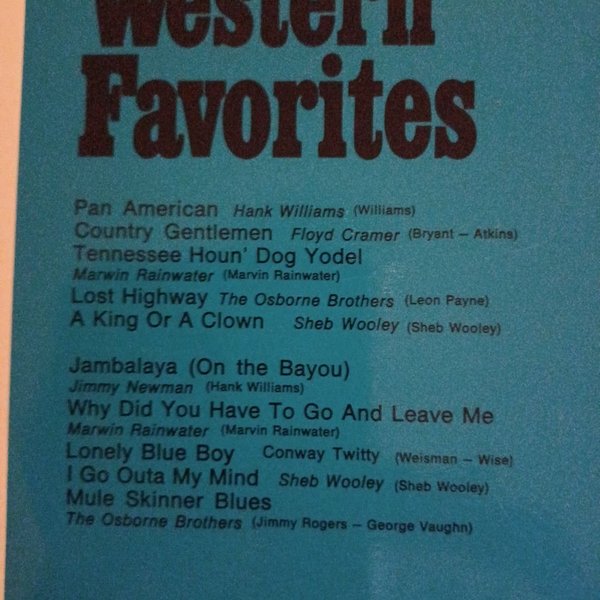 Western
Favorites
Pan American Hank Williams (Williams)
Country Gentlemen Floyd Cramer (Bryant – Atkins)
Tennessee Houn' Dog Yodel
Marwin Rainwater (Marvin Rainwater)
Lost Highway The Osborne Brothers (Leon Payne)
A King Or A Clown Sheb Wooley (Sheb Wooley)
Jambalaya (On the Bayou)
Jimmy Newman (Hank Williams)
Why Did You Have To Go And Leave Me
Marwin Rainwater (Marvin Rainwater)
Lonely Blue Boy Conway Twitty (Weisman – Wise)
I Go Outa My Mind Sheb Wooley (Sheb Wooley)
Mule Skinner Blues
The Osborne Brothers (Jimmy Rogers – George Vaughn)